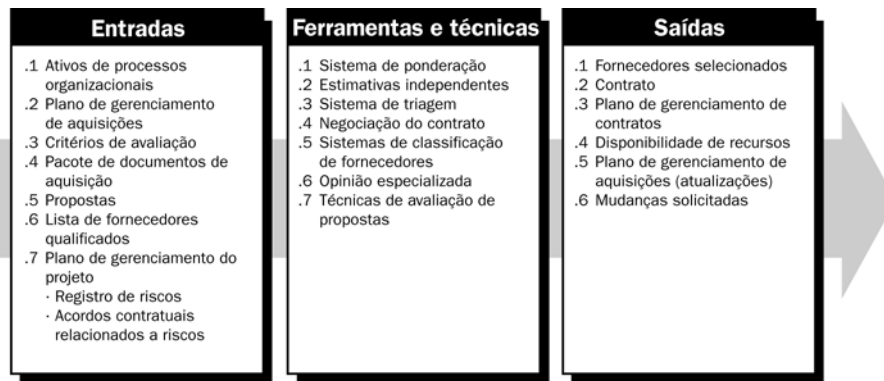 Entradas
.1 Ativos de processos
organizacionais
.2 Plano de gerenciamento
de aquisições
.3 Critérios de avaliação
.4 Pacote de documentos de
aquisição
.5 Propostas
.6 Lista de fornecedores
qualificados
.7 Plano de gerenciamento do
projeto
· Registro de riscos
· Acordos contratuais
relacionados a riscos
Ferramentas e técnicas
.1 Sistema de ponderação
.2 Estimativas independentes
.3 Sistema de triagem
.4 Negociação do contrato
.5 Sistemas de classificação
de fornecedores
.6 Opinião especializada
.7 Técnicas de avaliação de
propostas
Saídas
.1 Fornecedores selecionados
.2 Contrato
.3 Plano de gerenciamento de
contratos
.4 Disponibilidade de recursos
.5 Plano de gerenciamento de
aquisições (atualizações)
.6 Mudanças solicitadas